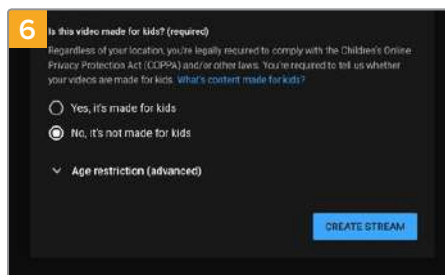 6
Is this video made for kids? (required)
Regardless of your location, you're legally required to comply with the Children's Online
Privacy Protection Act (COPPA) and/or other laws. You're required to tell us whether
your videos are made for kids. What's content made for kids?
Yes, it's made for kids
No, it's not made for kids
Age restriction (advanced)
CREATE STREAM